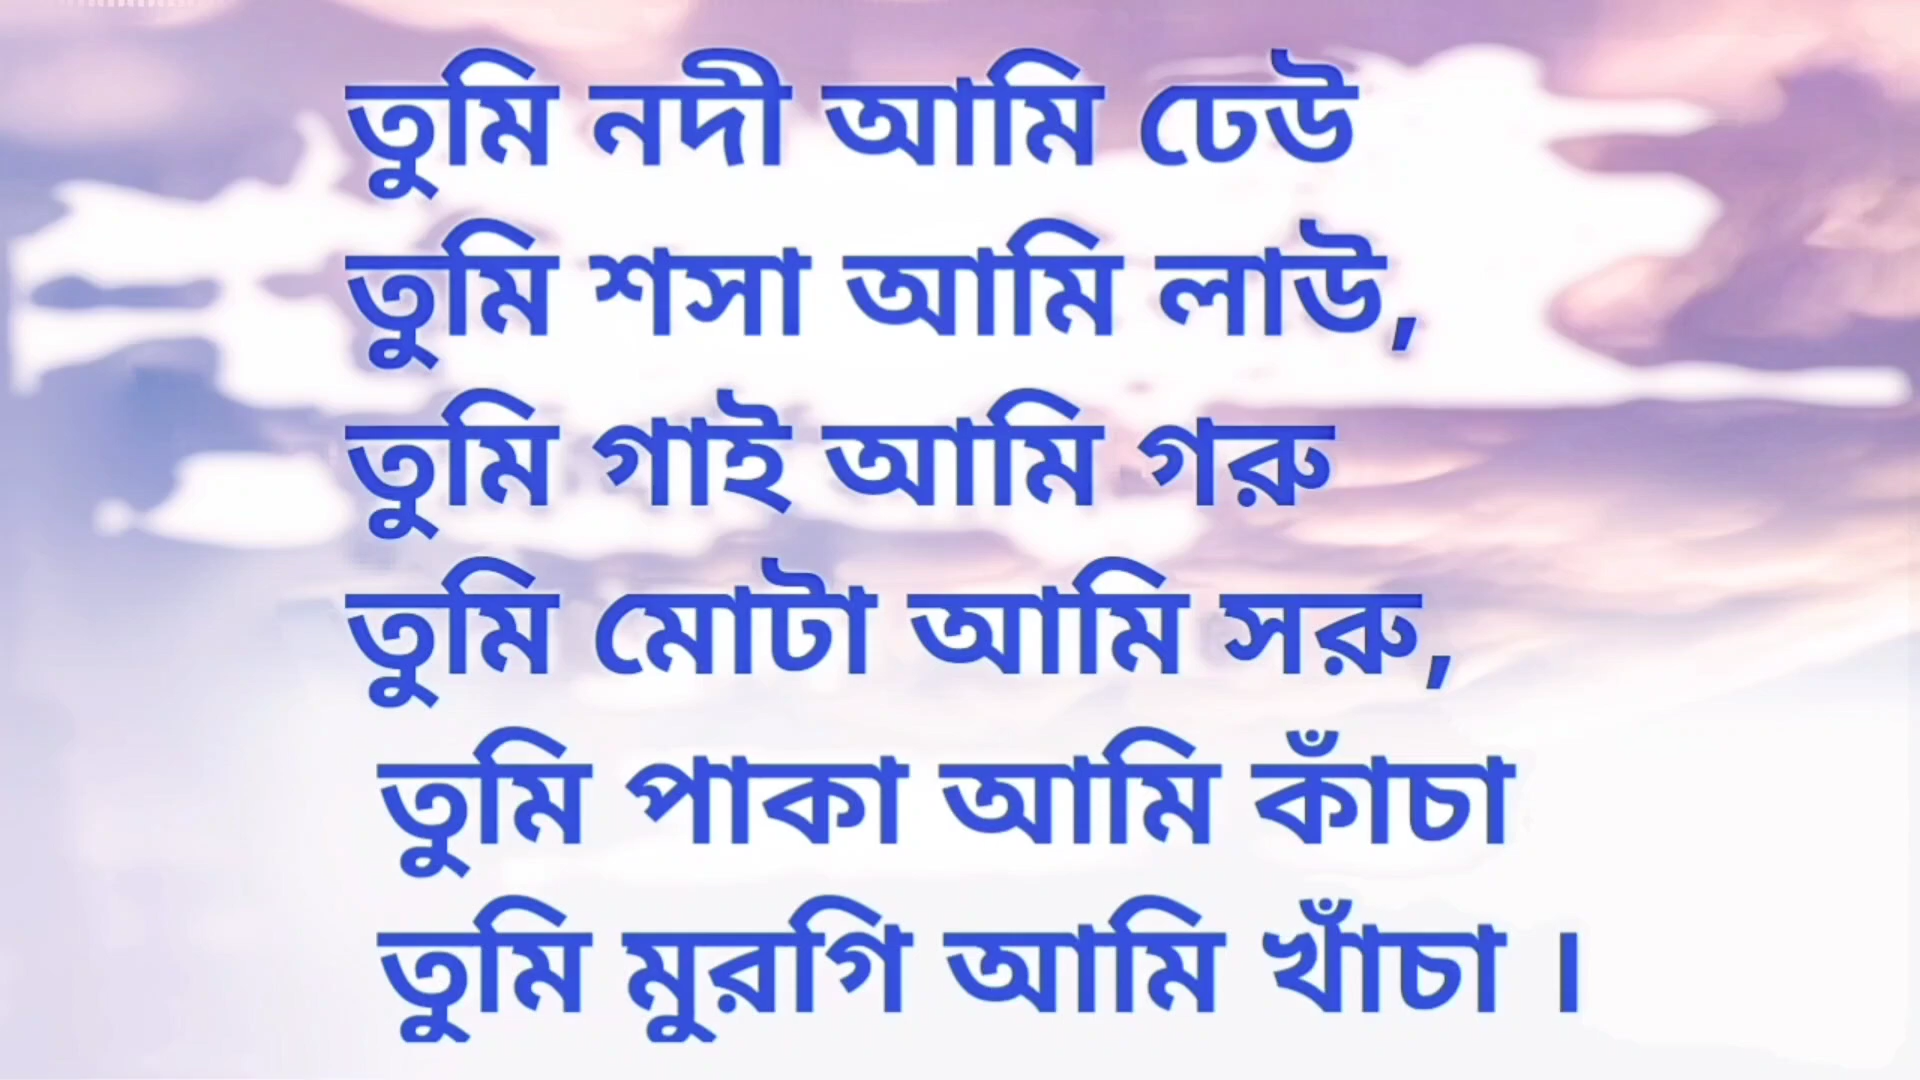 তুমি নদী আমি ঢেউ
তুমি শসা আমি লাউ,
তুমি গাই আমি গরু
তুমি মোটা আমি সরু,
তুমি পাকা আমি কাঁচা
তুমি মুরগি আমি খাঁচা ।